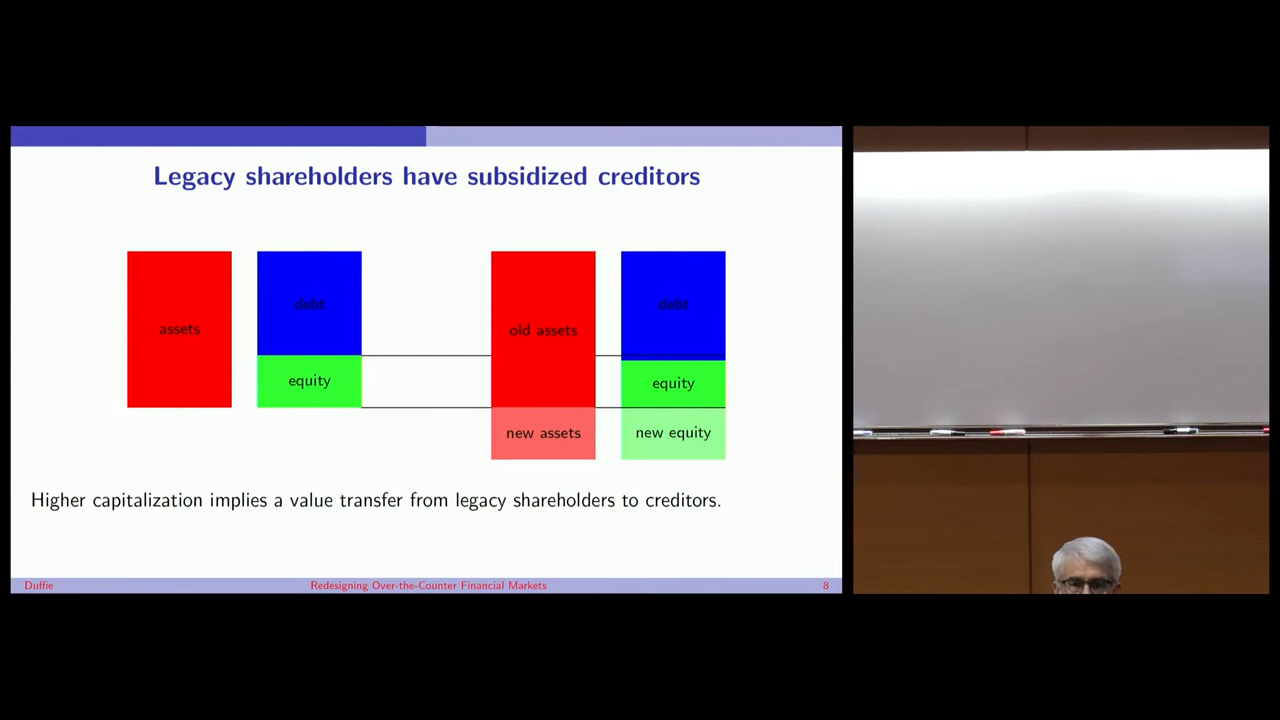 Legacy shareholders have subsidized creditors
assets
debt
equity
old assets
new assets
debt
equity
new equity
Higher capitalization implies a value transfer from legacy shareholders to creditors.
Duffie
Redesigning Over-the-Counter Financial Markets
8